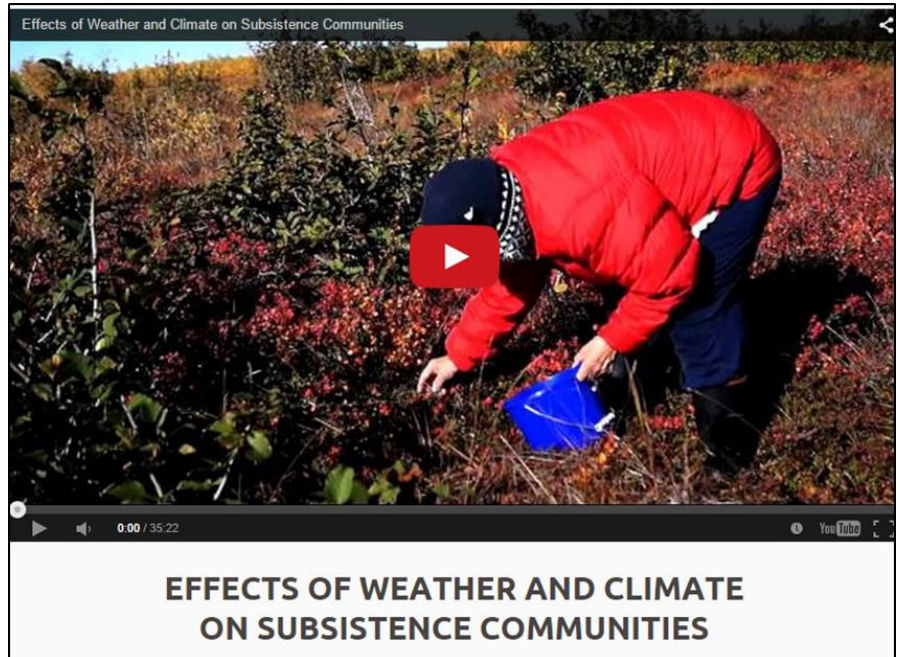 Effects of Weather and Climate on Subsistence Communities
0:00 / 35:22
YouTube
EFFECTS OF WEATHER AND CLIMATE
ON SUBSISTENCE COMMUNITIES